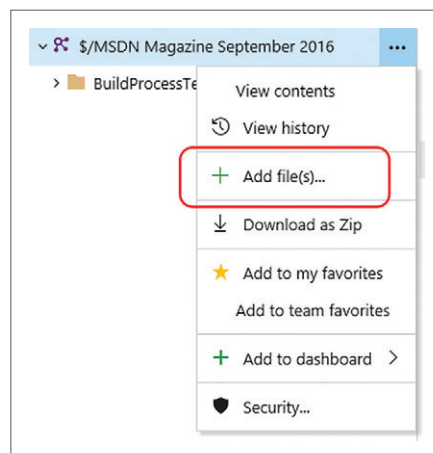 $/MSDN Magazine September 2016 ...
BuildProcessTe
View contents
View history
Add file(s)...
Download as Zip
Add to my favorites
Add to team favorites
Add to dashboard
Security...